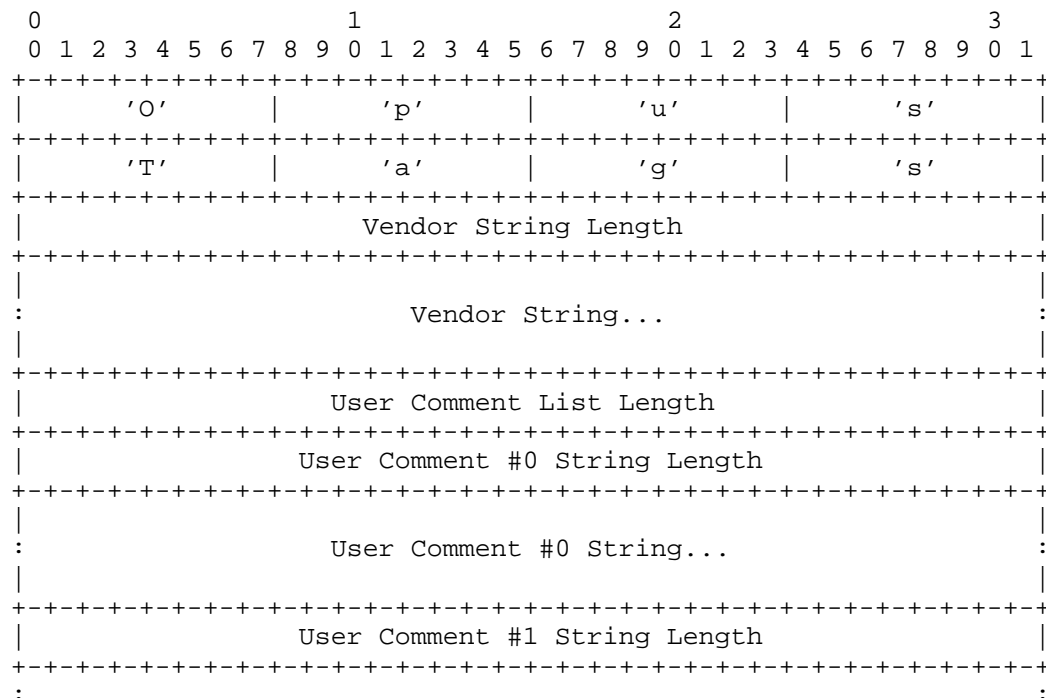 0                   1                   2                   3
0 1 2 3 4 5 6 7 8 9 0 1 2 3 4 5 6 7 8 9 0 1 2 3 4 5 6 7 8 9 0 1
+-+-+-+-+-+-+-+-+-+-+-+-+-+-+-+-+-+-+-+-+-+-+-+-+-+-+-+-+-+-+-+-+
|      'O'      |      'p'      |      'u'      |      's'      |
+-+-+-+-+-+-+-+-+-+-+-+-+-+-+-+-+-+-+-+-+-+-+-+-+-+-+-+-+-+-+-+-+
|      'T'      |      'a'      |      'g'      |      's'      |
+-+-+-+-+-+-+-+-+-+-+-+-+-+-+-+-+-+-+-+-+-+-+-+-+-+-+-+-+-+-+-+-+
|                     Vendor String Length                      |
+-+-+-+-+-+-+-+-+-+-+-+-+-+-+-+-+-+-+-+-+-+-+-+-+-+-+-+-+-+-+-+-+
|                                                               |
:                        Vendor String...                       :
|                                                               |
+-+-+-+-+-+-+-+-+-+-+-+-+-+-+-+-+-+-+-+-+-+-+-+-+-+-+-+-+-+-+-+-+
|                   User Comment List Length                    |
+-+-+-+-+-+-+-+-+-+-+-+-+-+-+-+-+-+-+-+-+-+-+-+-+-+-+-+-+-+-+-+-+
|                 User Comment #0 String Length                 |
+-+-+-+-+-+-+-+-+-+-+-+-+-+-+-+-+-+-+-+-+-+-+-+-+-+-+-+-+-+-+-+-+
|                                                               |
:                   User Comment #0 String...                   :
|                                                               |
+-+-+-+-+-+-+-+-+-+-+-+-+-+-+-+-+-+-+-+-+-+-+-+-+-+-+-+-+-+-+-+-+
|                 User Comment #1 String Length                 |
+-+-+-+-+-+-+-+-+-+-+-+-+-+-+-+-+-+-+-+-+-+-+-+-+-+-+-+-+-+-+-+-+
:                                                               :